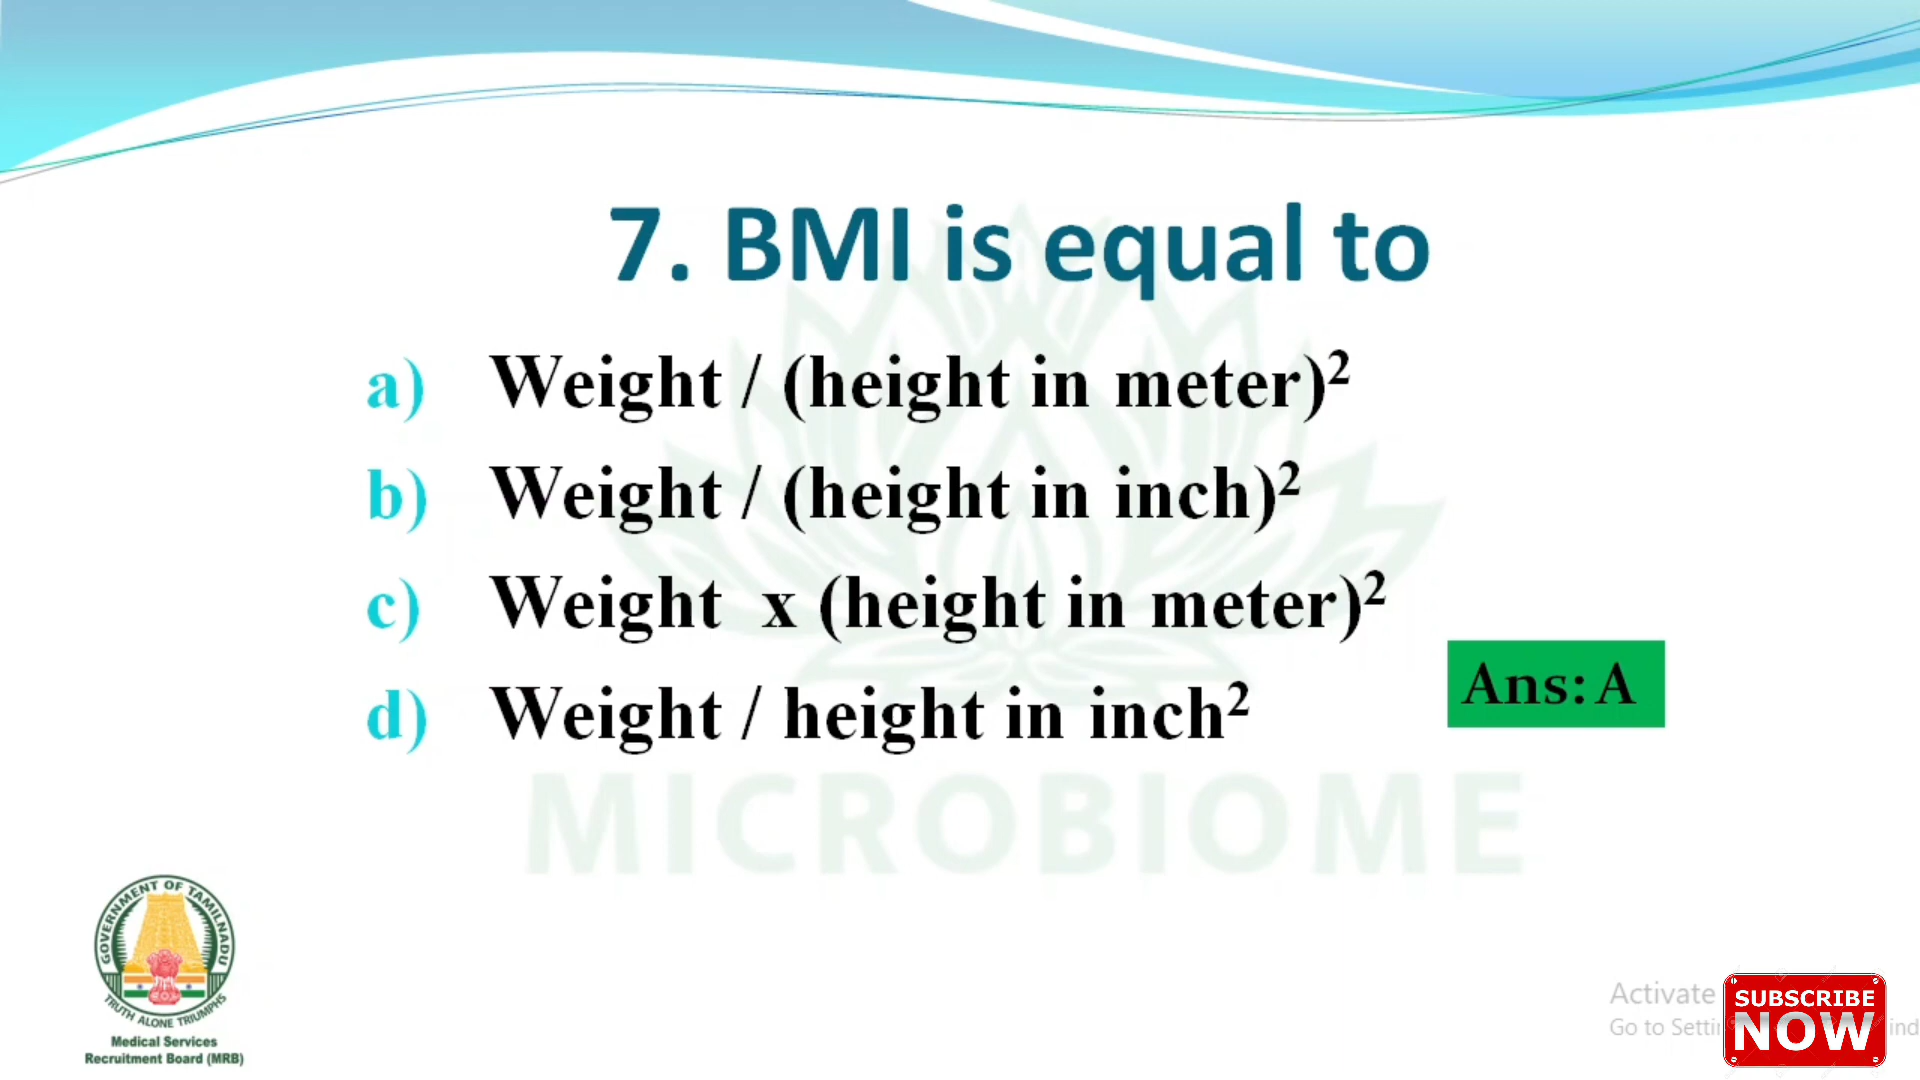 7. BMI is equal to
a) Weight / (height in meter)²
b) Weight / (height in inch)²
c) Weight x (height in meter)²
d) Weight / height in inch²
Ans: A
MICROBIOME
GOVERNMENT OF TAMILNADU
TRUTH ALONE TRIUMPHS
Medical Services
Recruitment Board (MRB)
Activate
Go to
SUBSCRIBE
NOW